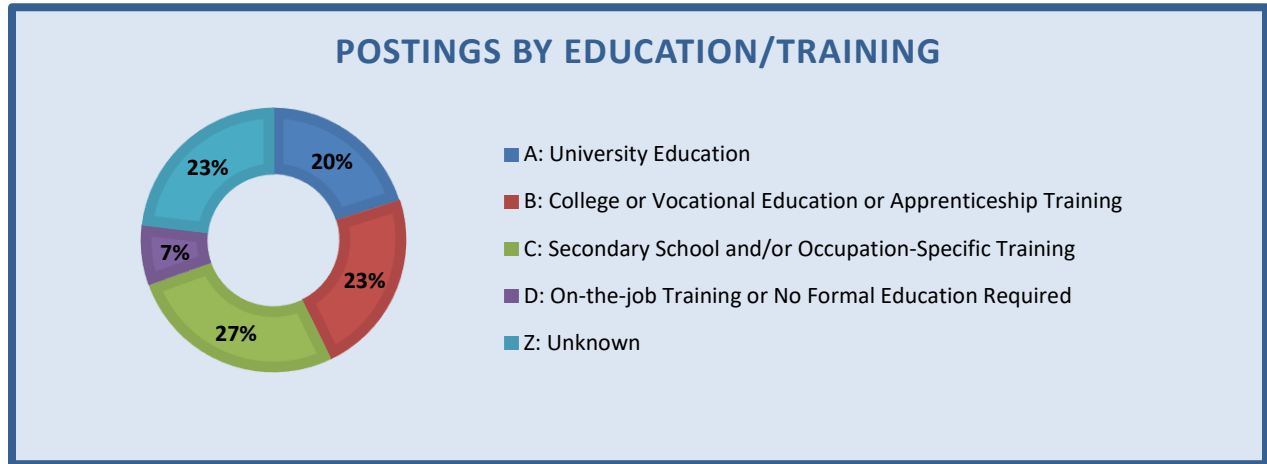 POSTINGS BY EDUCATION/TRAINING
20%
23%
27%
7%
23%
A: University Education
B: College or Vocational Education or Apprenticeship Training
C: Secondary School and/or Occupation-Specific Training
D: On-the-job Training or No Formal Education Required
Z: Unknown